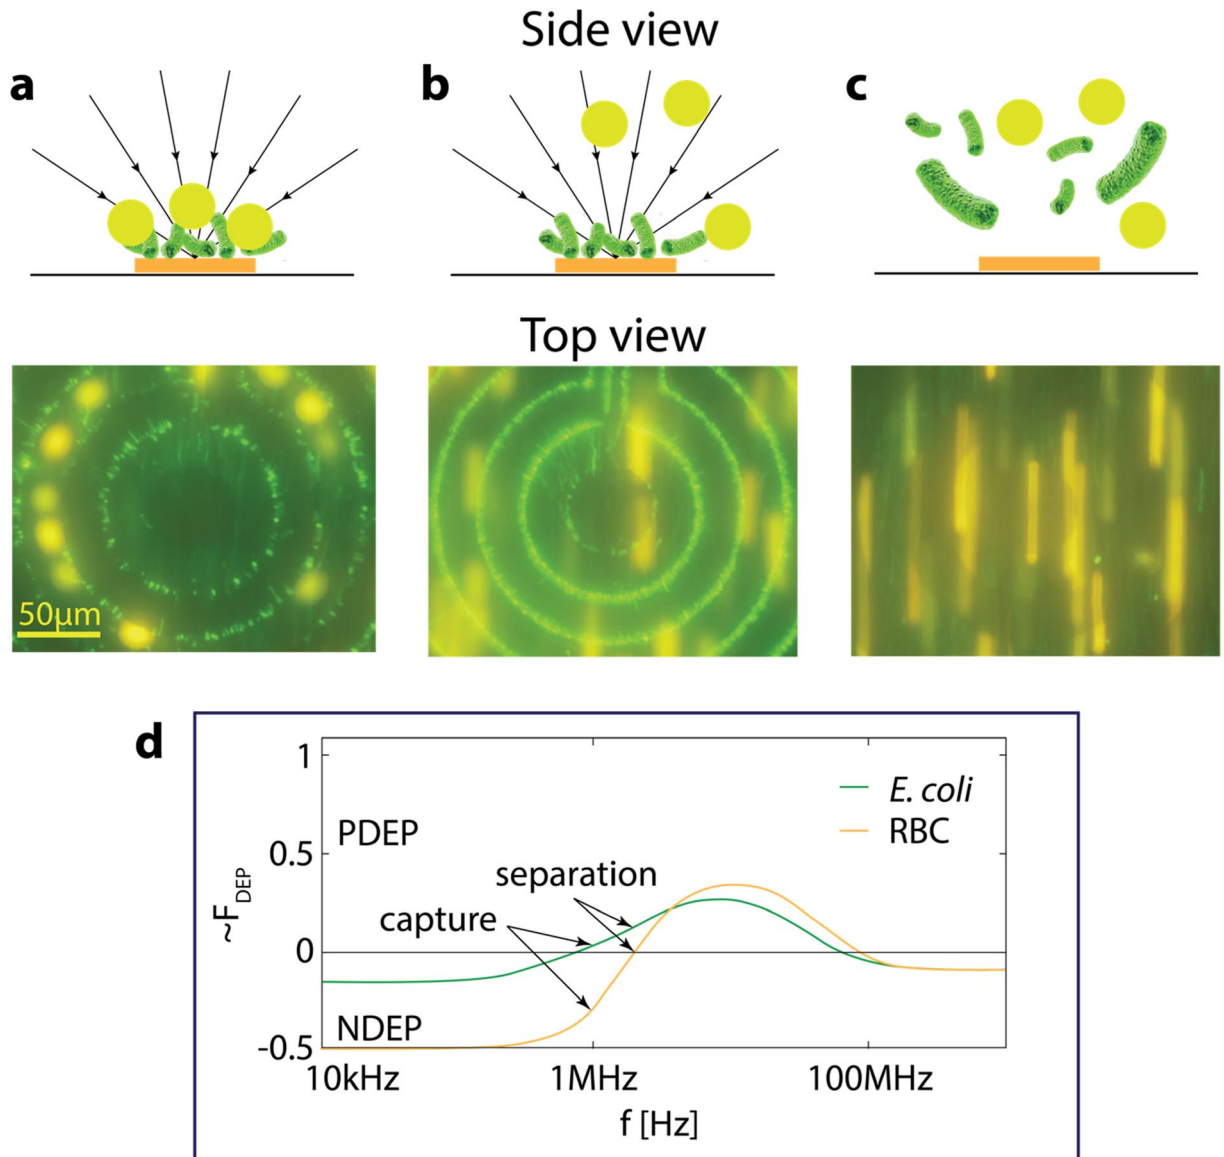 Side view
a
b
c
Top view
50μm
d
1
0.5
0
-0.5
~F_DEP
PDEP
NDEP
separation
capture
E. coli
RBC
10kHz
1MHz
100MHz
f [Hz]